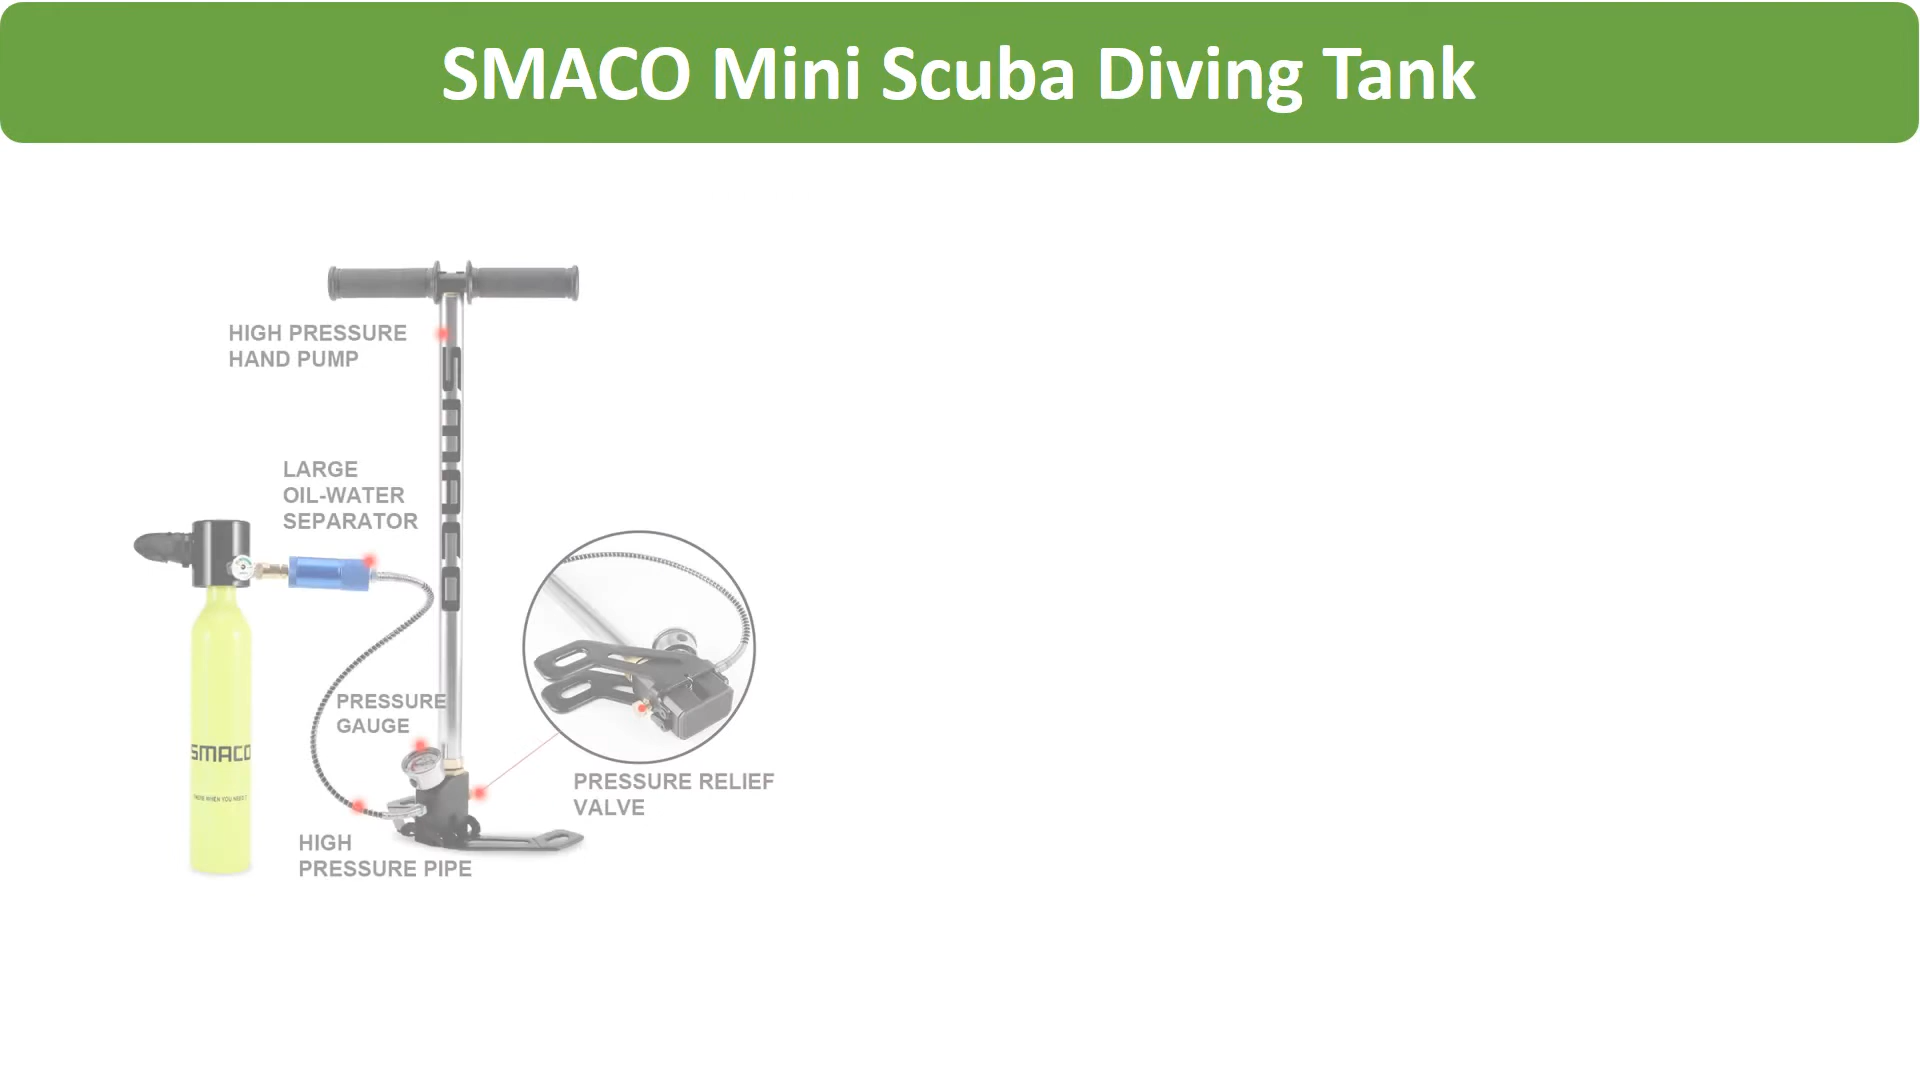 SMACO Mini Scuba Diving Tank
HIGH PRESSURE
HAND PUMP
LARGE
OIL-WATER
SEPARATOR
PRESSURE
GAUGE
SMACO
PRESSURE RELIEF
VALVE
HIGH
PRESSURE PIPE